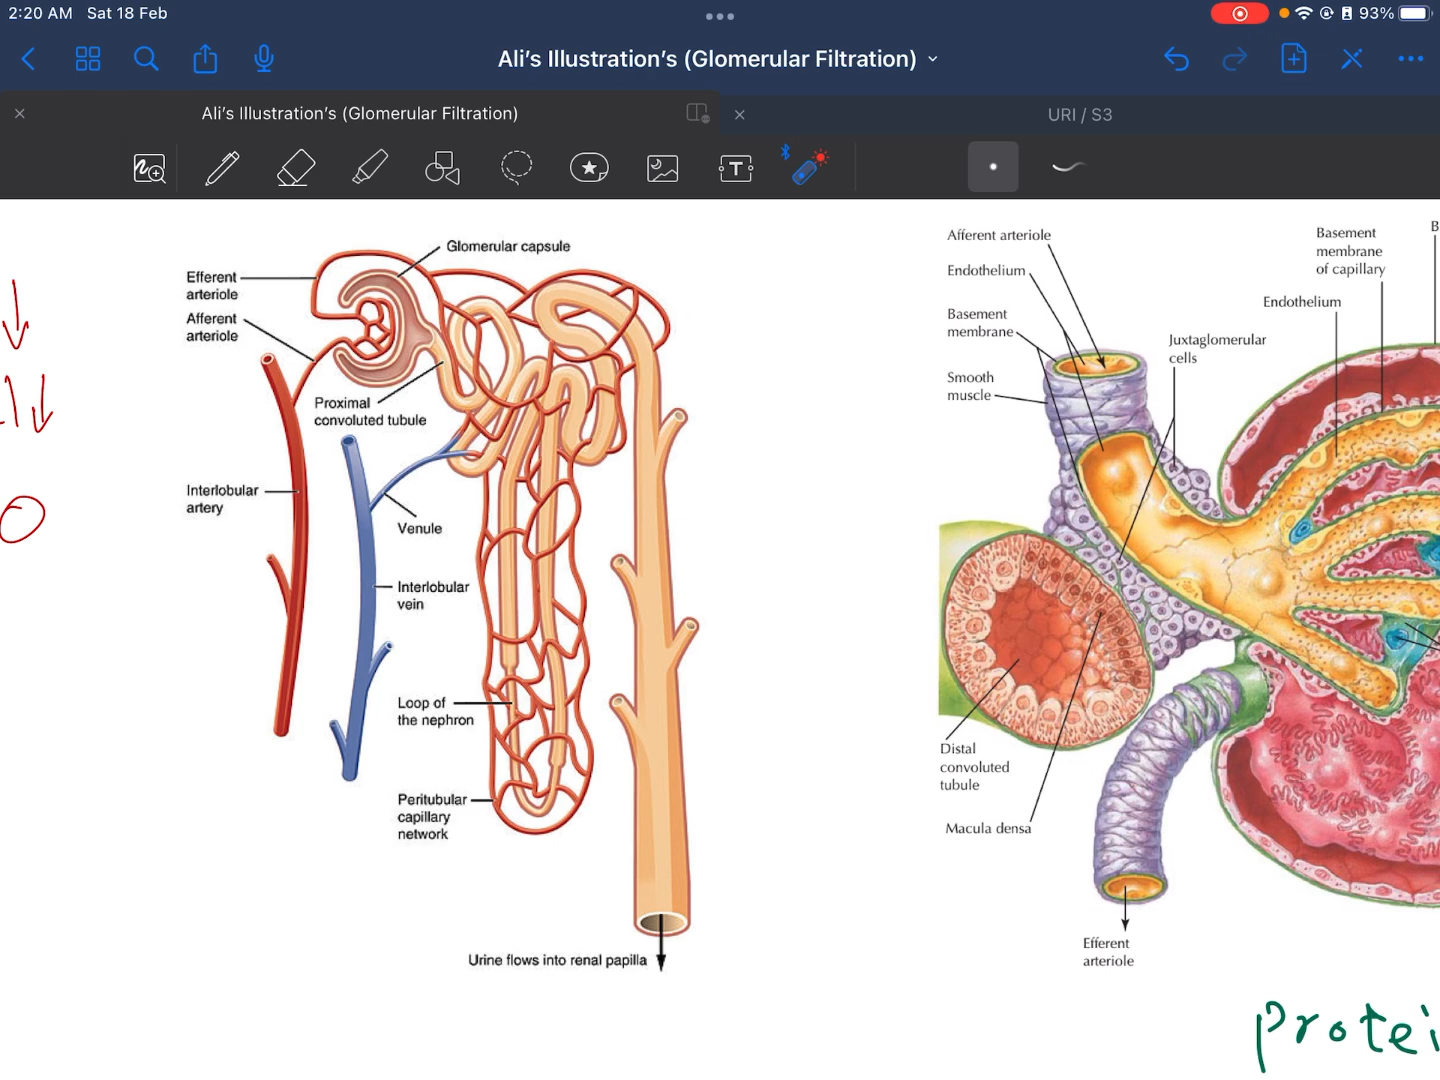 2:20 AM Sat 18 Feb
93%
Ali's Illustration's (Glomerular Filtration)
Ali's Illustration's (Glomerular Filtration)
URI / S3
T
Glomerular capsule
Efferent
arteriole
Afferent
arteriole
Proximal
convoluted tubule
Interlobular
artery
Venule
Interlobular
vein
Loop of
the nephron
Peritubular
capillary
network
Urine flows into renal papilla
Afferent arteriole
Endothelium
Basement
membrane
Smooth
muscle
Juxtaglomerular
cells
Basement
membrane
of capillary
Endothelium
B
Distal
convoluted
tubule
Macula densa
Efferent
arteriole
protei